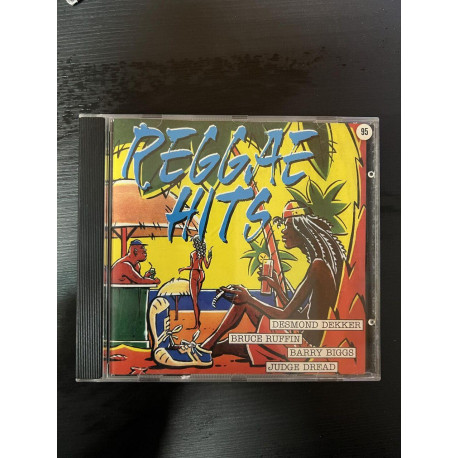 REGGAE
HITS
95
DESMOND DEKKER
BRUCE RUFFIN
BARRY BIGGS
JUDGE DREAD